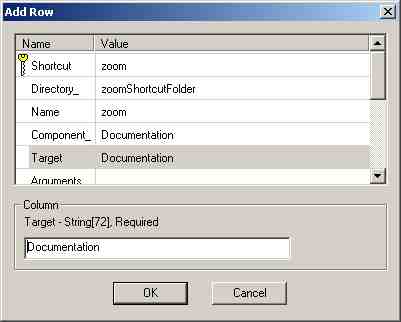 Add Row
Name Value
Shortcut zoom
Directory_ zoomShortcutFolder
Name zoom
Component_ Documentation
Target Documentation
Arguments
Column
Target - String[72], Required
Documentation
OK Cancel